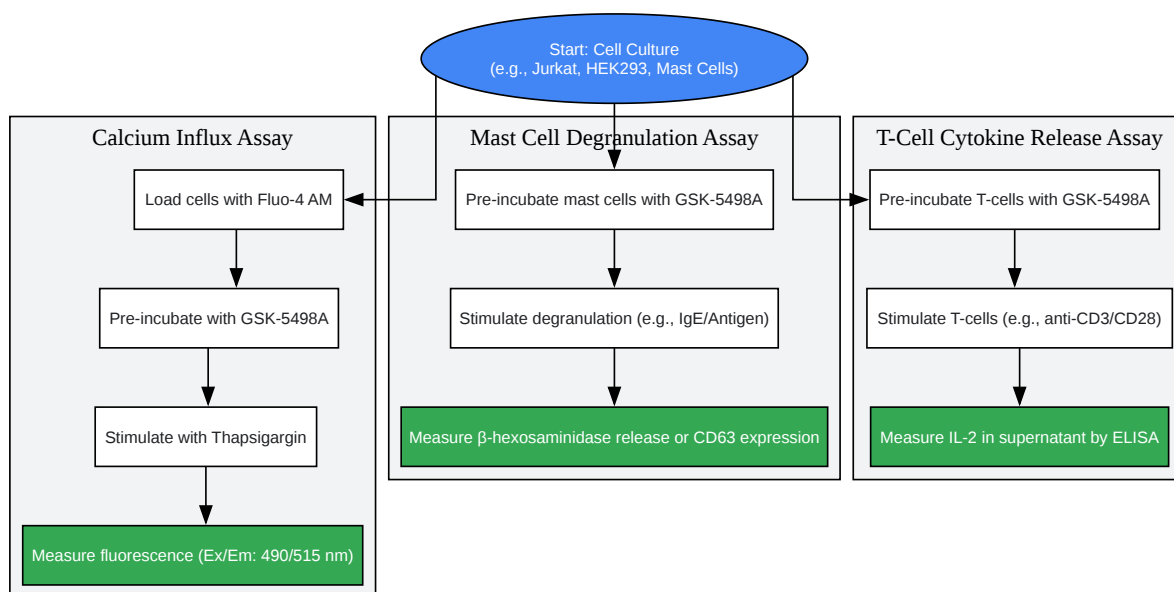 Start: Cell Culture
(e.g., Jurkat, HEK293, Mast Cells)
Calcium Influx Assay
Load cells with Fluo-4 AM
Pre-incubate with GSK-5498A
Stimulate with Thapsigargin
Measure fluorescence (Ex/Em: 490/515 nm)
Mast Cell Degranulation Assay
Pre-incubate mast cells with GSK-5498A
Stimulate degranulation (e.g., IgE/Antigen)
Measure β-hexosaminidase release or CD63 expression
T-Cell Cytokine Release Assay
Pre-incubate T-cells with GSK-5498A
Stimulate T-cells (e.g., anti-CD3/CD28)
Measure IL-2 in supernatant by ELISA